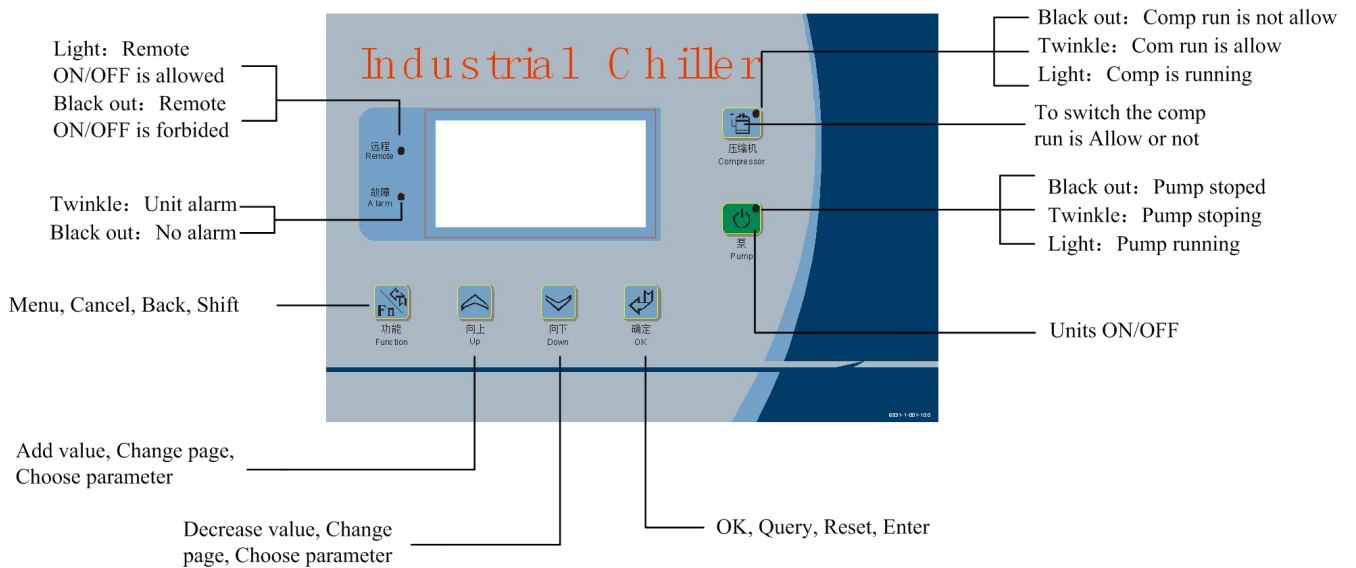 Industrial Chiller
Light: Remote
ON/OFF is allowed
Black out: Remote
ON/OFF is forbided
Twinkle: Unit alarm
Black out: No alarm
Menu, Cancel, Back, Shift
远程
Remote
故障
Alarm
压缩机
Compressor
泵
Pump
Black out: Comp run is not allow
Twinkle: Com run is allow
Light: Comp is running
To switch the comp
run is Allow or not
Black out: Pump stoped
Twinkle: Pump stoping
Light: Pump running
Units ON/OFF
Fn
功能
Function
向上
Up
向下
Down
确定
OK
6531-1-001-100
Add value, Change page,
Choose parameter
Decrease value, Change
page, Choose parameter
OK, Query, Reset, Enter